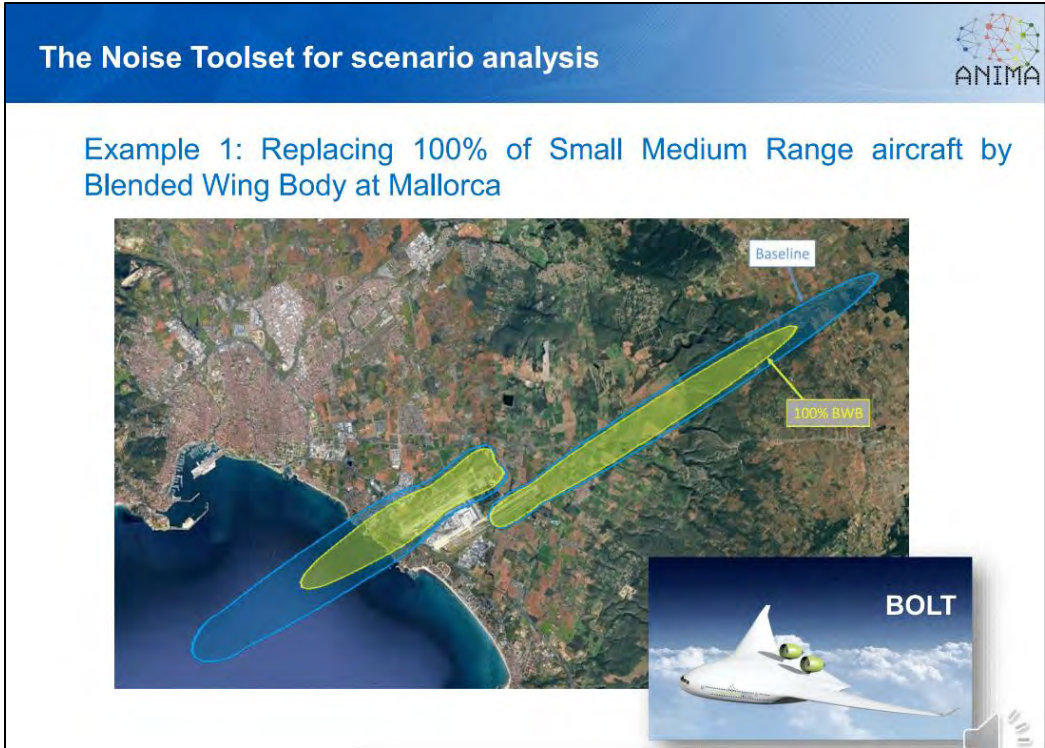 The Noise Toolset for scenario analysis
ANIMA
Example 1: Replacing 100% of Small Medium Range aircraft by
Blended Wing Body at Mallorca
Baseline
100% BWB
BOLT